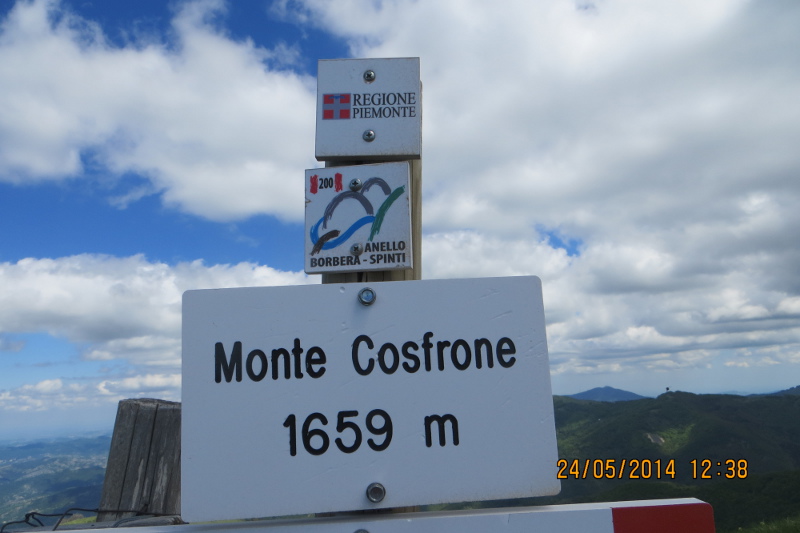 REGIONE
PIEMONTE
200
ANELLO
BORBERA - SPINTI
Monte Cosfrone
1659 m
24/05/2014 12:38